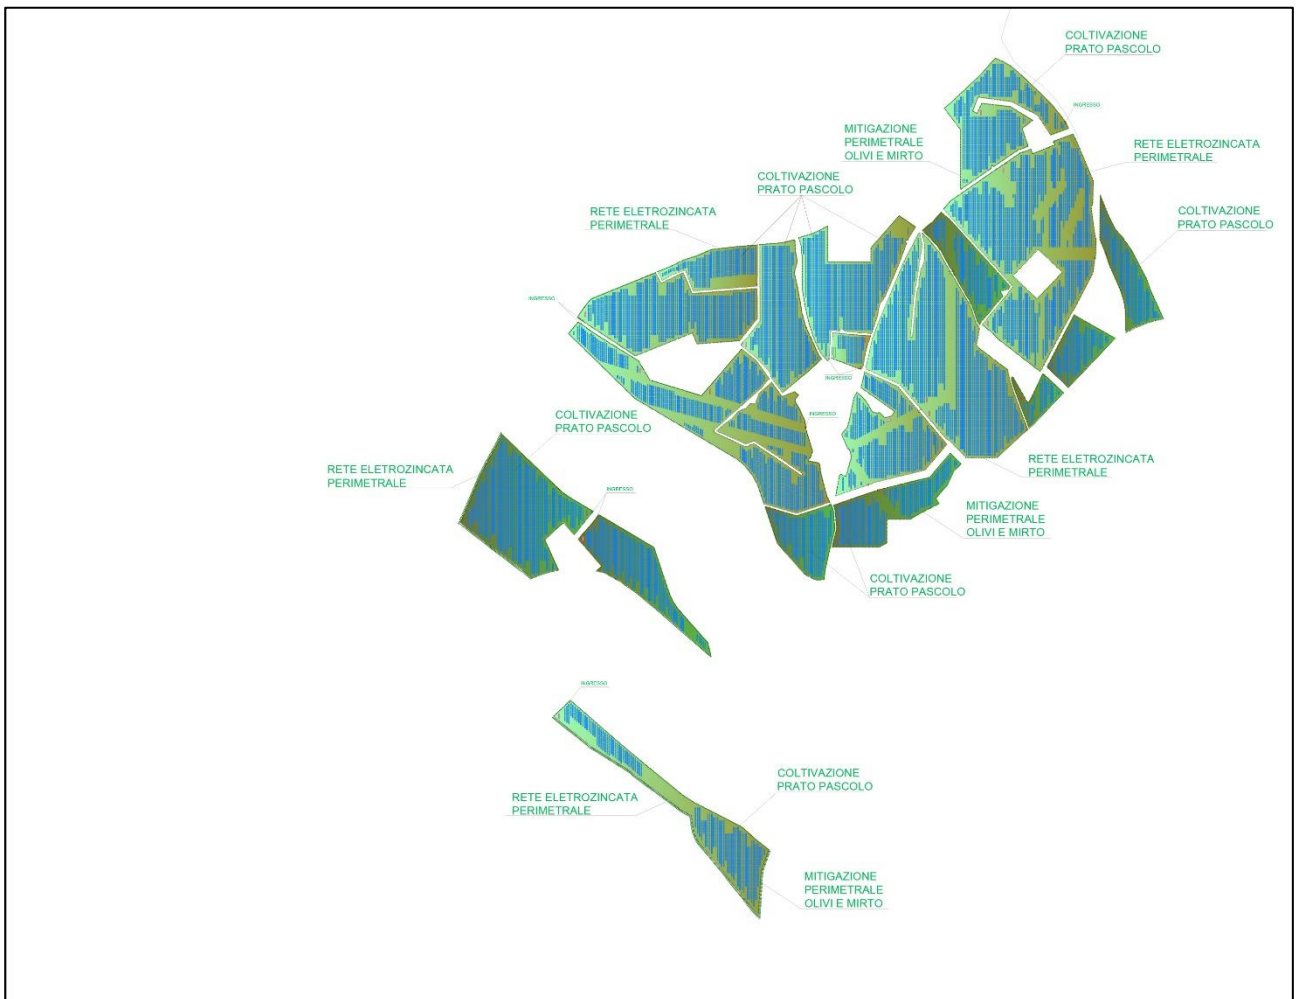 COLTIVAZIONE
PRATO PASCOLO
INGRESSO
MITIGAZIONE
PERIMETRALE
OLIVI E MIRTO
RETE ELETROZINCATA
PERIMETRALE
COLTIVAZIONE
PRATO PASCOLO
RETE ELETROZINCATA
PERIMETRALE
COLTIVAZIONE
PRATO PASCOLO
INGRESSO
INGRESSO
COLTIVAZIONE
PRATO PASCOLO
INGRESSO
RETE ELETROZINCATA
PERIMETRALE
RETE ELETROZINCATA
PERIMETRALE
INGRESSO
MITIGAZIONE
PERIMETRALE
OLIVI E MIRTO
COLTIVAZIONE
PRATO PASCOLO
INGRESSO
COLTIVAZIONE
PRATO PASCOLO
RETE ELETROZINCATA
PERIMETRALE
MITIGAZIONE
PERIMETRALE
OLIVI E MIRTO